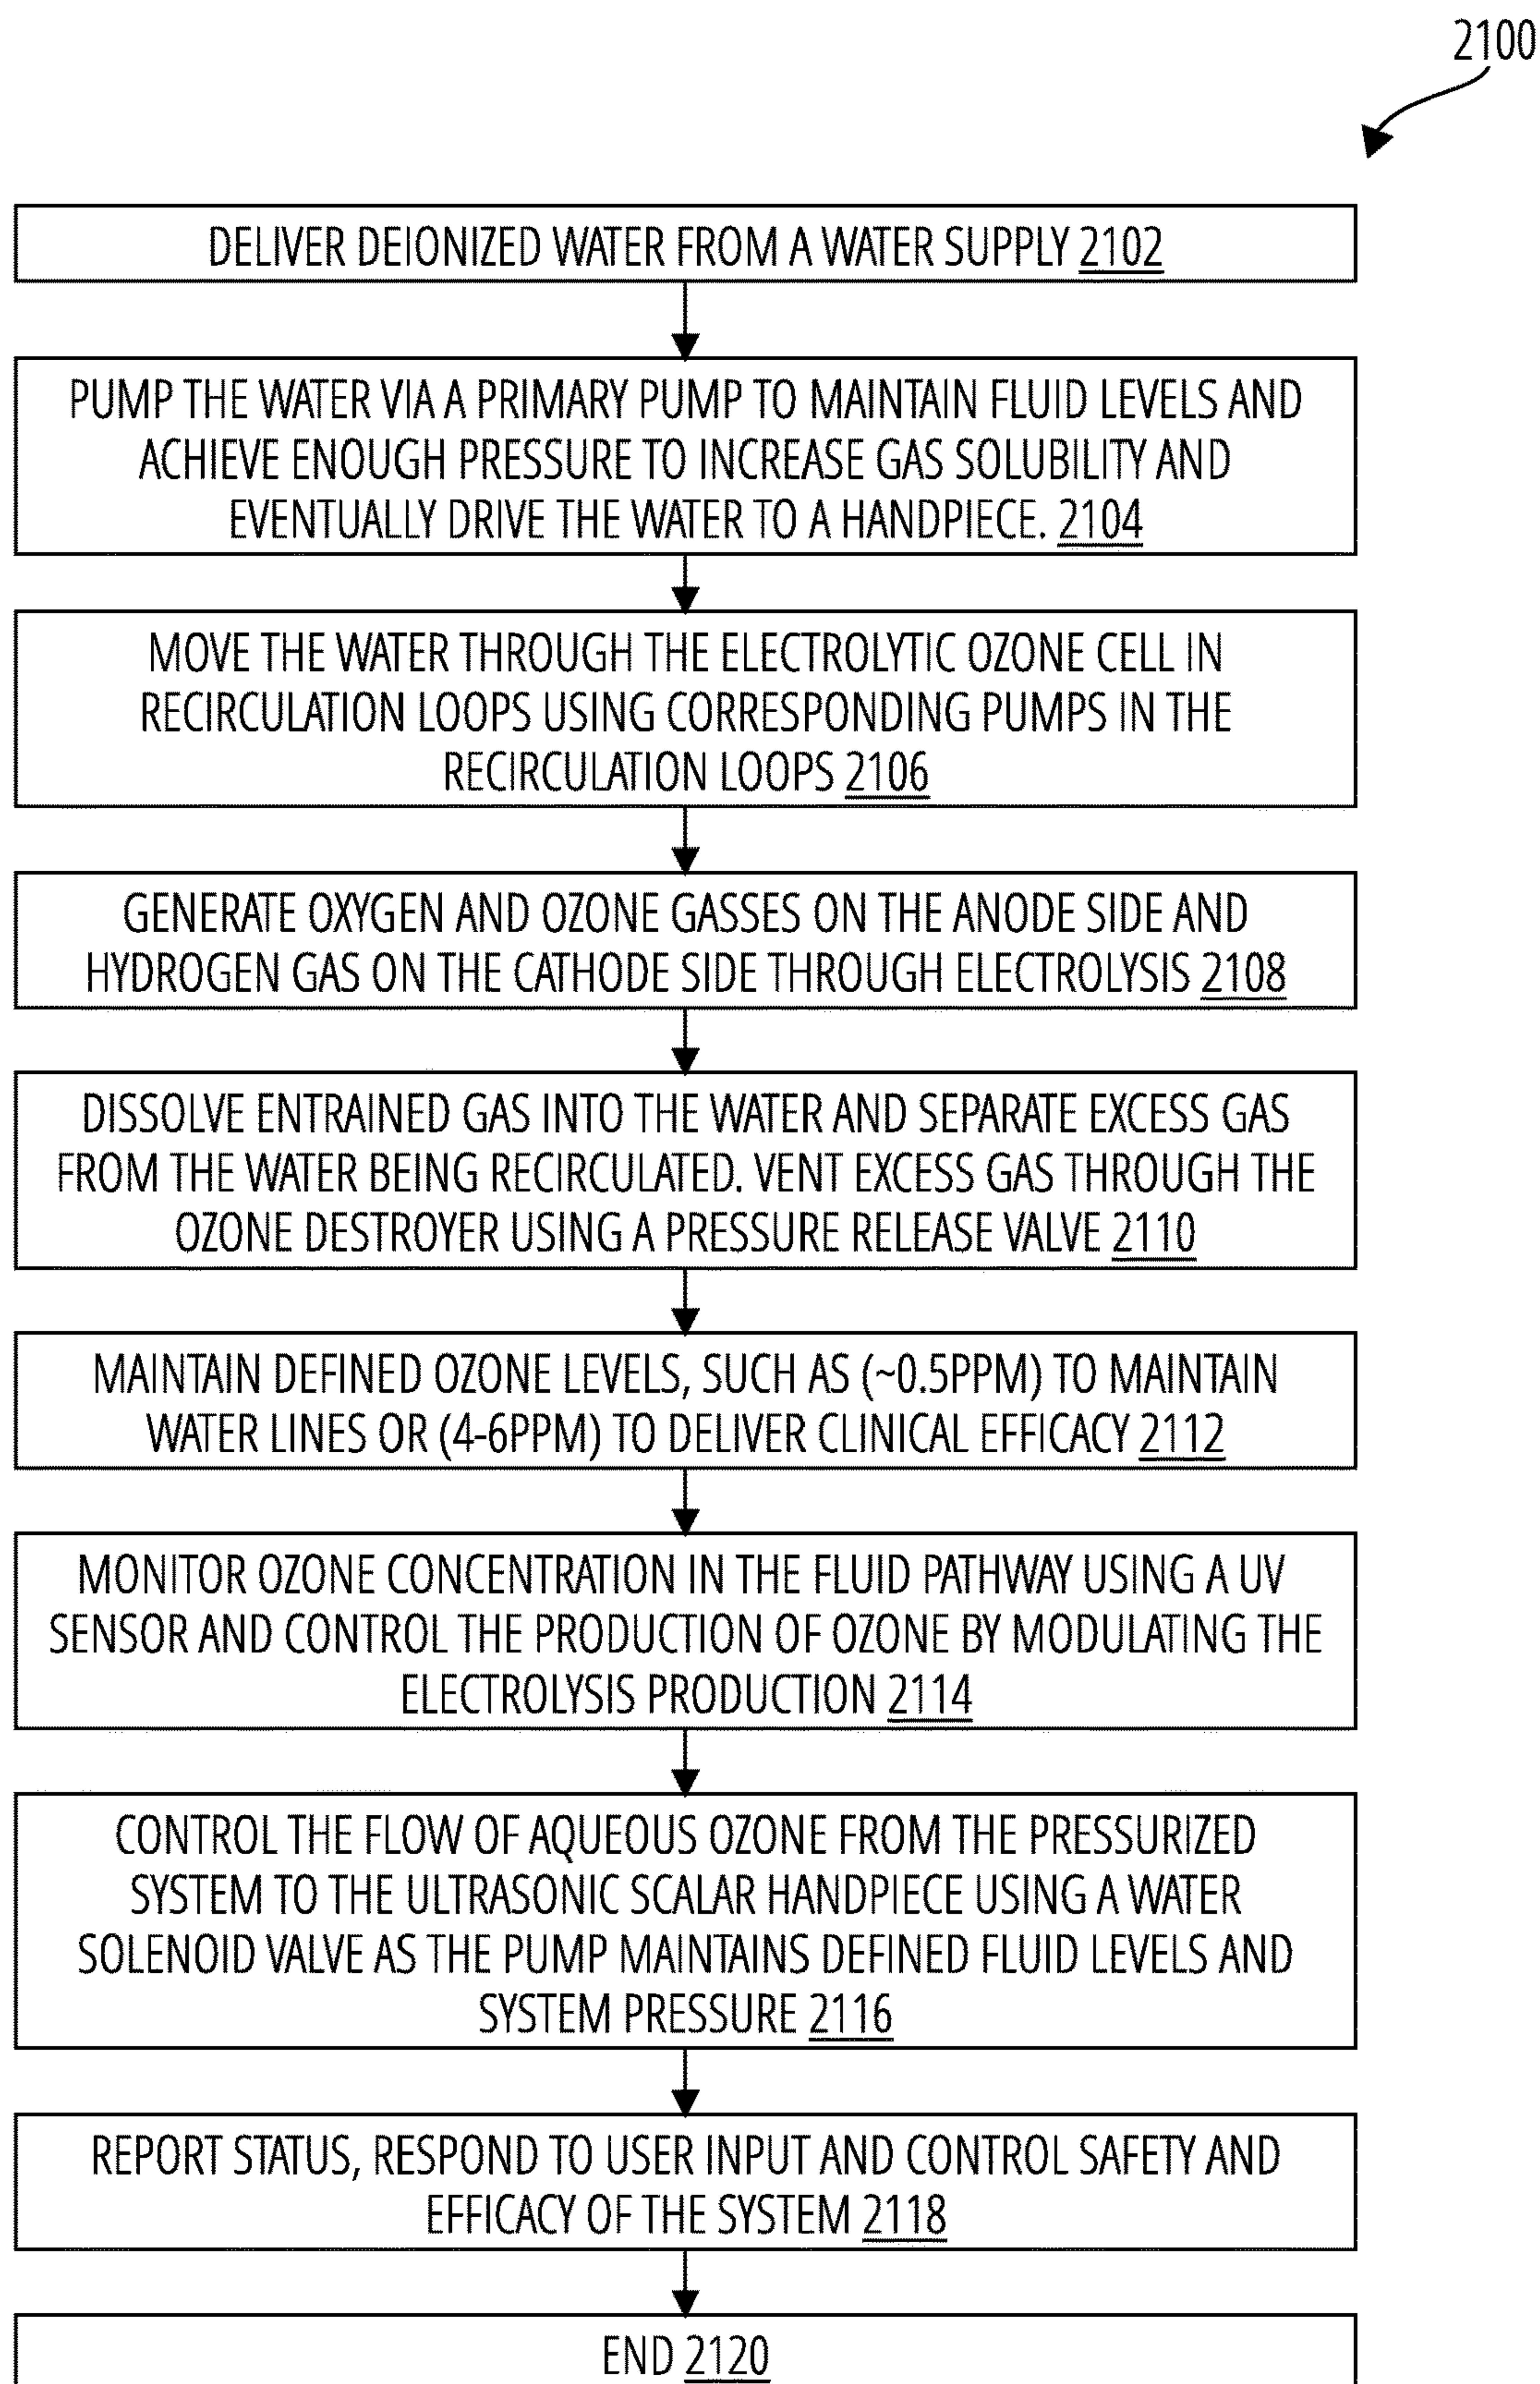 2100
DELIVER DEIONIZED WATER FROM A WATER SUPPLY 2102
PUMP THE WATER VIA A PRIMARY PUMP TO MAINTAIN FLUID LEVELS AND
ACHIEVE ENOUGH PRESSURE TO INCREASE GAS SOLUBILITY AND
EVENTUALLY DRIVE THE WATER TO A HANDPIECE. 2104
MOVE THE WATER THROUGH THE ELECTROLYTIC OZONE CELL IN
RECIRCULATION LOOPS USING CORRESPONDING PUMPS IN THE
RECIRCULATION LOOPS 2106
GENERATE OXYGEN AND OZONE GASSES ON THE ANODE SIDE AND
HYDROGEN GAS ON THE CATHODE SIDE THROUGH ELECTROLYSIS 2108
DISSOLVE ENTRAINED GAS INTO THE WATER AND SEPARATE EXCESS GAS
FROM THE WATER BEING RECIRCULATED. VENT EXCESS GAS THROUGH THE
OZONE DESTROYER USING A PRESSURE RELEASE VALVE 2110
MAINTAIN DEFINED OZONE LEVELS, SUCH AS (~0.5PPM) TO MAINTAIN
WATER LINES OR (4-6PPM) TO DELIVER CLINICAL EFFICACY 2112
MONITOR OZONE CONCENTRATION IN THE FLUID PATHWAY USING A UV
SENSOR AND CONTROL THE PRODUCTION OF OZONE BY MODULATING THE
ELECTROLYSIS PRODUCTION 2114
CONTROL THE FLOW OF AQUEOUS OZONE FROM THE PRESSURIZED
SYSTEM TO THE ULTRASONIC SCALAR HANDPIECE USING A WATER
SOLENOID VALVE AS THE PUMP MAINTAINS DEFINED FLUID LEVELS AND
SYSTEM PRESSURE 2116
REPORT STATUS, RESPOND TO USER INPUT AND CONTROL SAFETY AND
EFFICACY OF THE SYSTEM 2118
END 2120